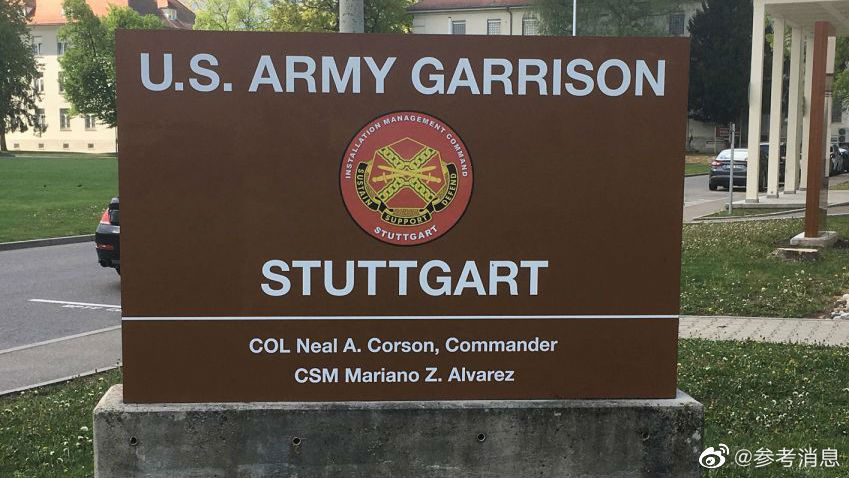 U.S. ARMY GARRISON
INSTALLATION MANAGEMENT COMMAND
SUSTAIN SUPPORT DEFEND
STUTTGART
STUTTGART
COL Neal A. Corson, Commander
CSM Mariano Z. Alvarez
@参考消息